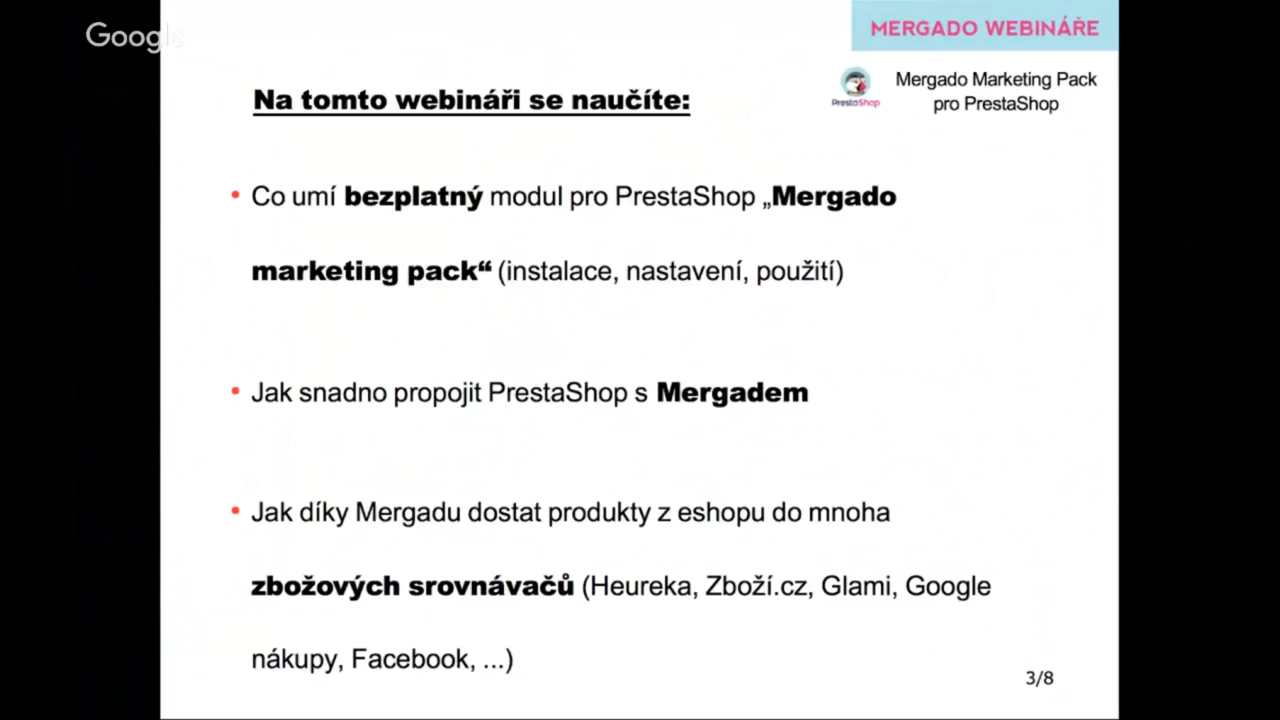 Google
MERGADO WEBINÁŘE
PrestaShop
Mergado Marketing Pack
pro PrestaShop
Na tomto webináři se naučíte:
• Co umí bezplatný modul pro PrestaShop „Mergado
marketing pack“ (instalace, nastavení, použití)
• Jak snadno propojit PrestaShop s Mergadem
• Jak díky Mergadu dostat produkty z eshopu do mnoha
zbožových srovnávačů (Heureka, Zboží.cz, Glami, Google
nákupy, Facebook, ...)
3/8